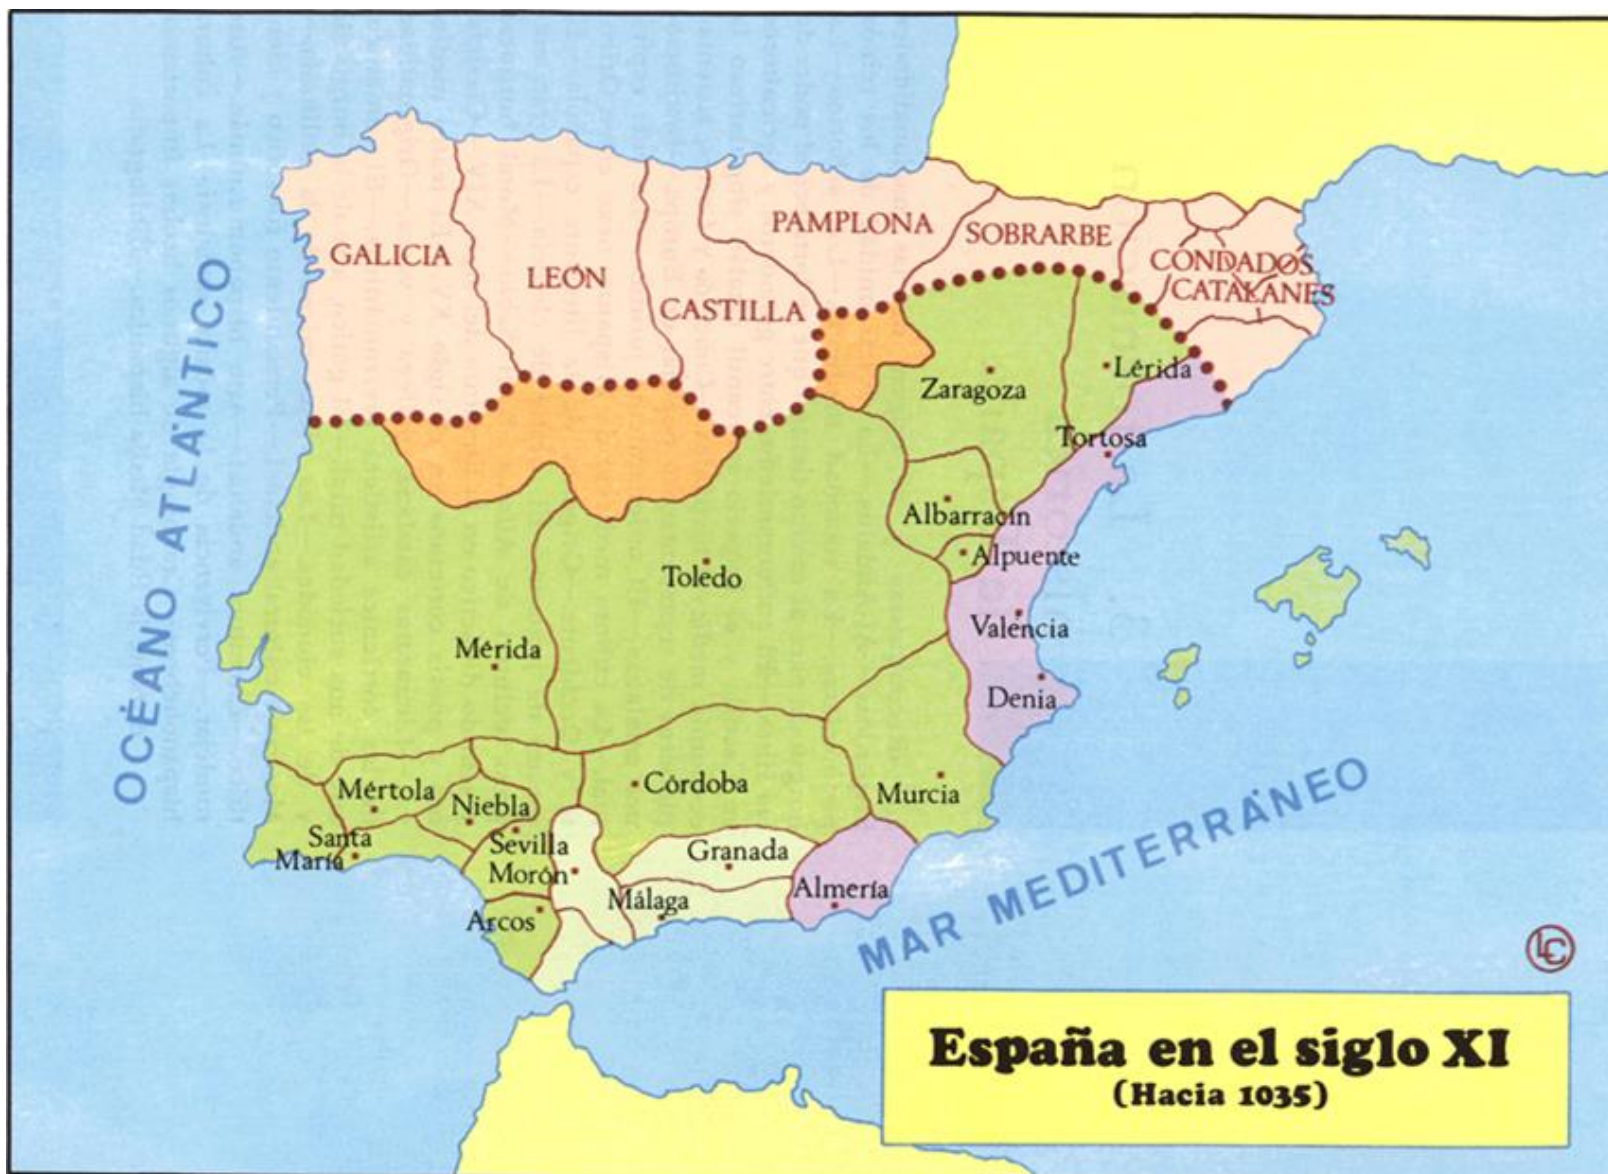 GALICIA
LEÓN
CASTILLA
PAMPLONA
SOBRARBE
CONDADOS
CATALANES
OCÉANO ATLÁNTICO
Zaragoza
Lérida
Tortosa
Albarracín
Alpuente
Toledo
Valencia
Mérida
Denia
Córdoba
Murcia
Mértola
Niebla
Santa
María
Sevilla
Morón
Granada
Málaga
Almería
Arcos
MAR MEDITERRÁNEO
LC
España en el siglo XI
(Hacia 1035)